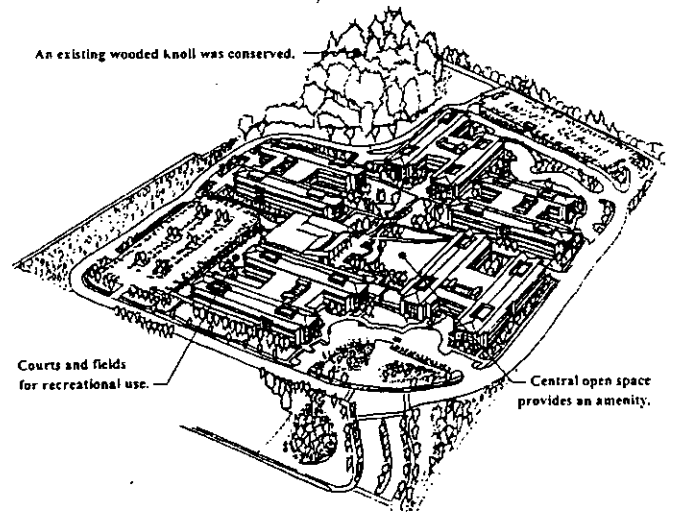 An existing wooded knoll was conserved.
Courts and fields
for recreational use.
Central open space
provides an amenity.